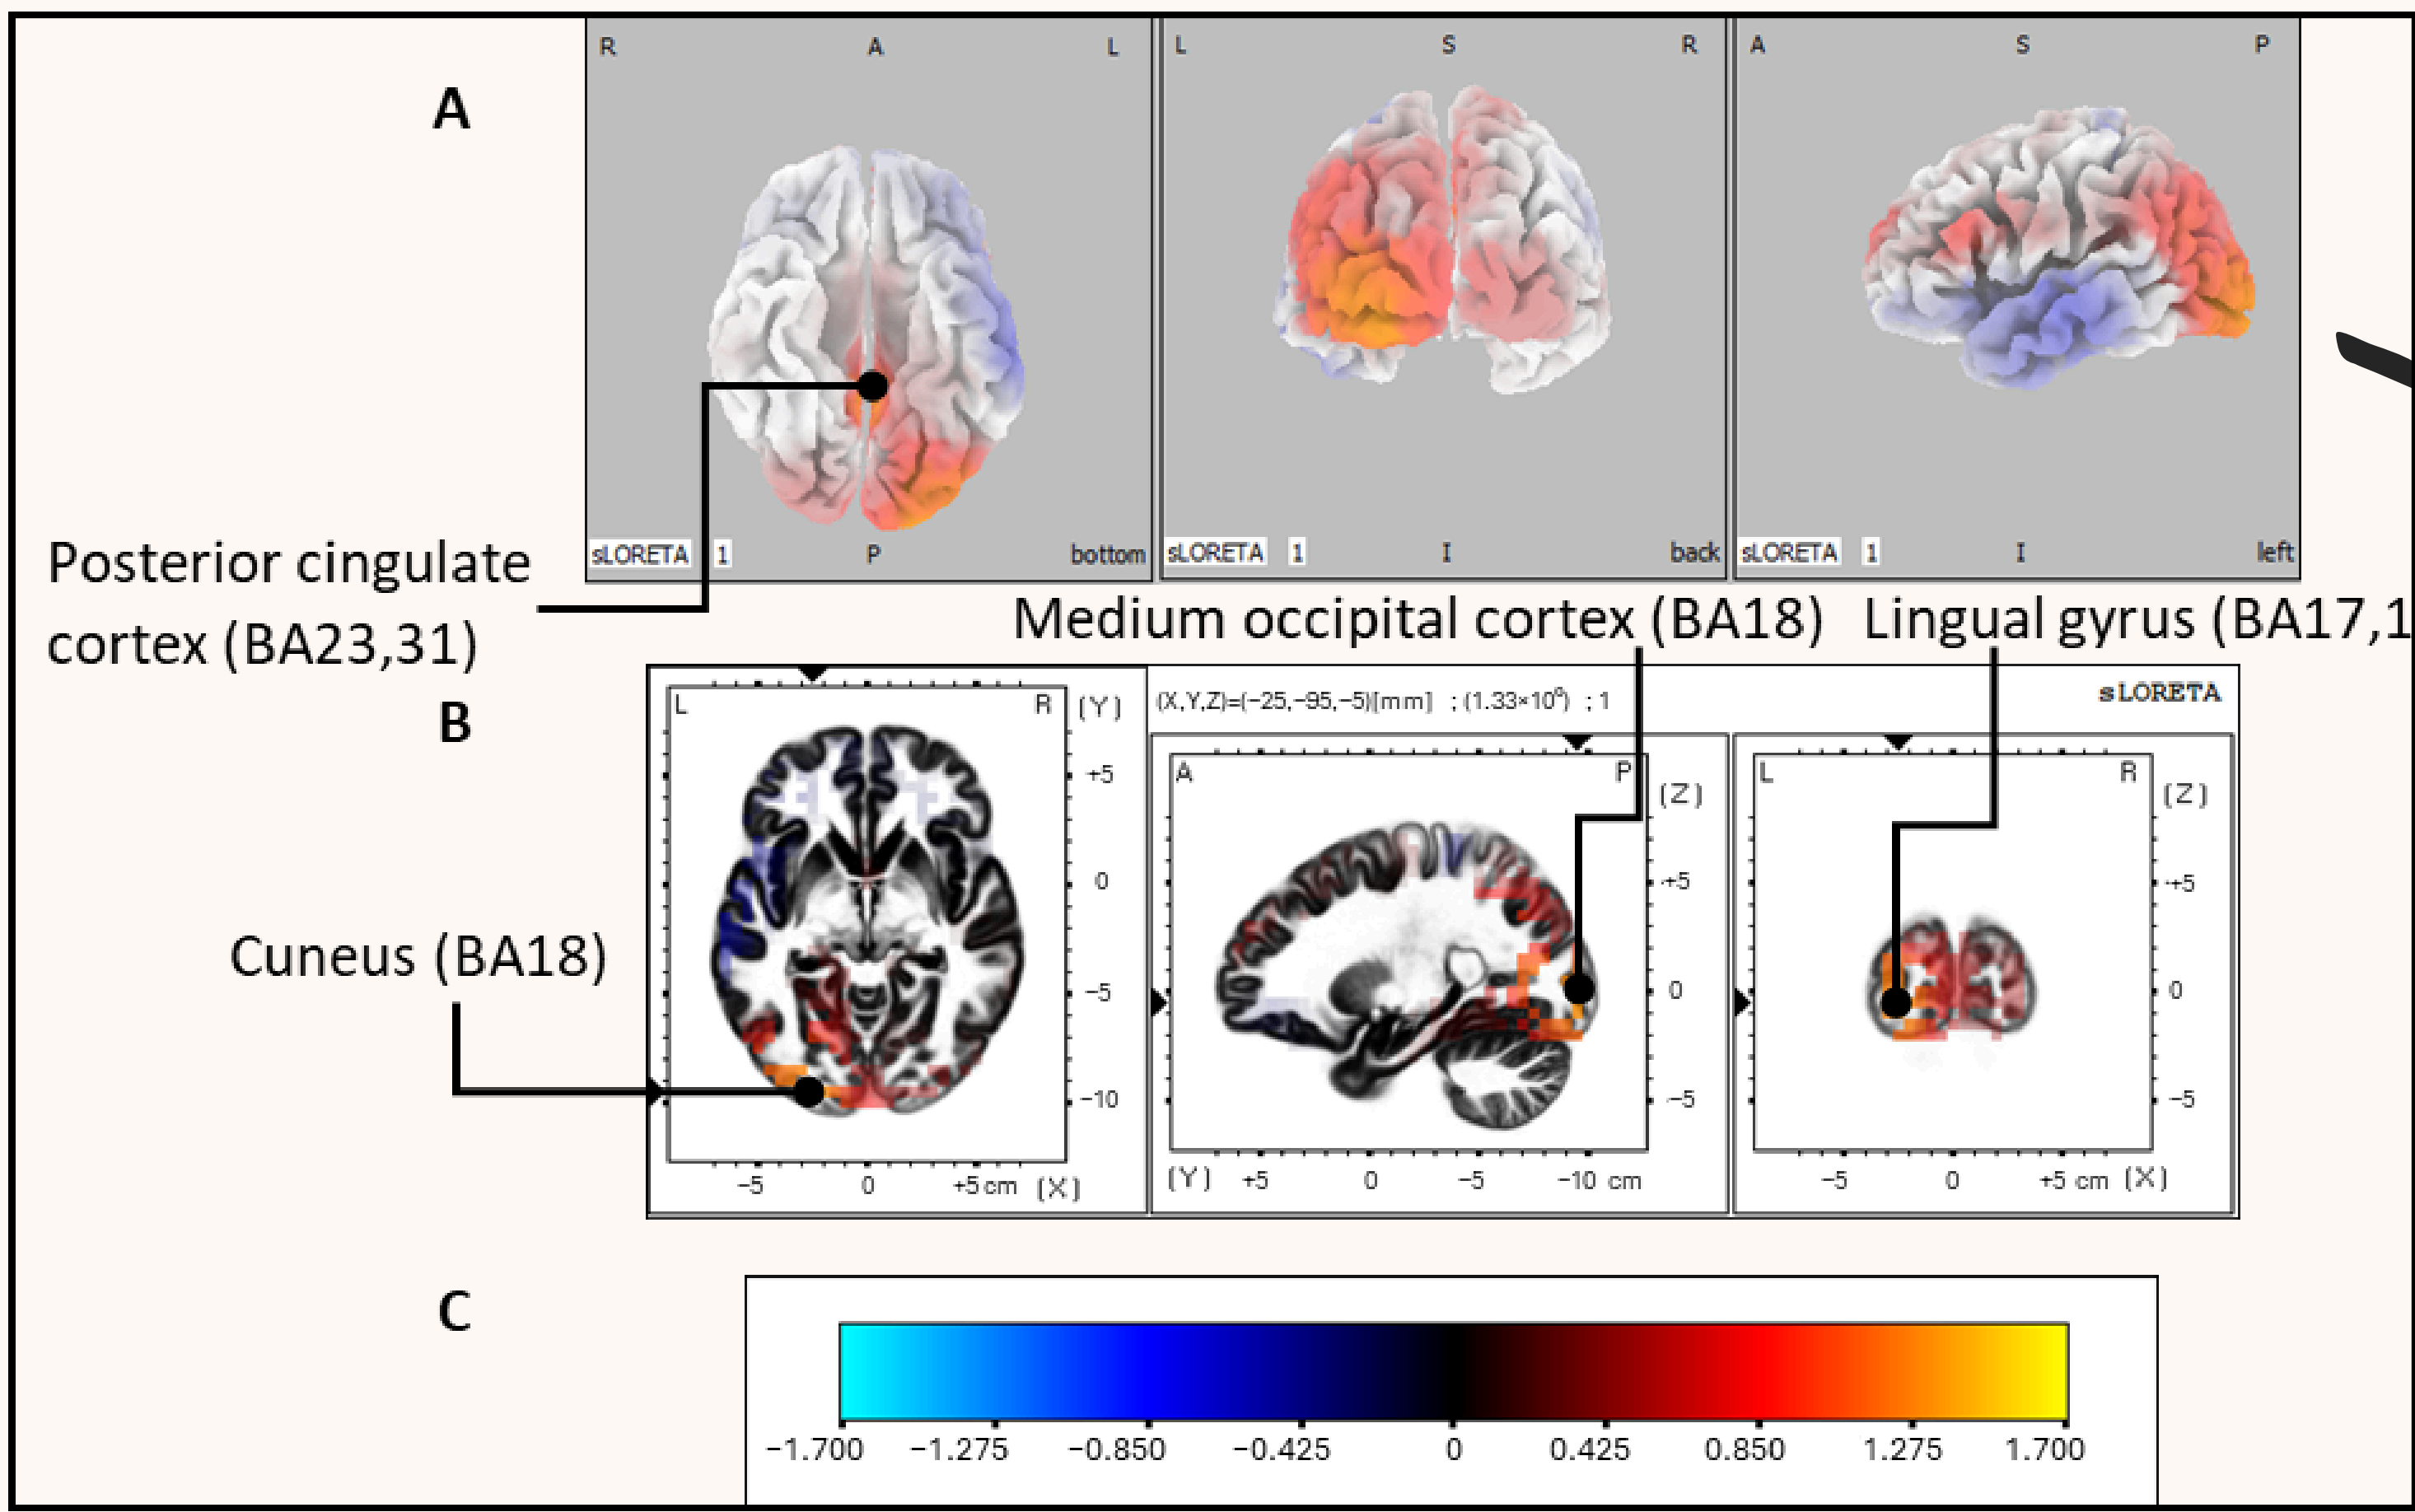 A
R A L
sLORETA 1 P bottom
L S R
sLORETA 1 I back
A S P
sLORETA 1 I left
Posterior cingulate
cortex (BA23,31)
Medium occipital cortex (BA18)
Lingual gyrus (BA17,1
B
(X,Y,Z)=(−25,−95,−5)[mm] ; (1.33×10⁰) ; 1
sLORETA
L R (Y)
+5
0
−5
−10
−5 0 +5 cm (X)
Cuneus (BA18)
A P (Z)
+5
0
−5
(Y) +5 0 −5 −10 cm
L R (Z)
+5
0
−5
−5 0 +5 cm (X)
C
−1.700 −1.275 −0.850 −0.425 0 0.425 0.850 1.275 1.700